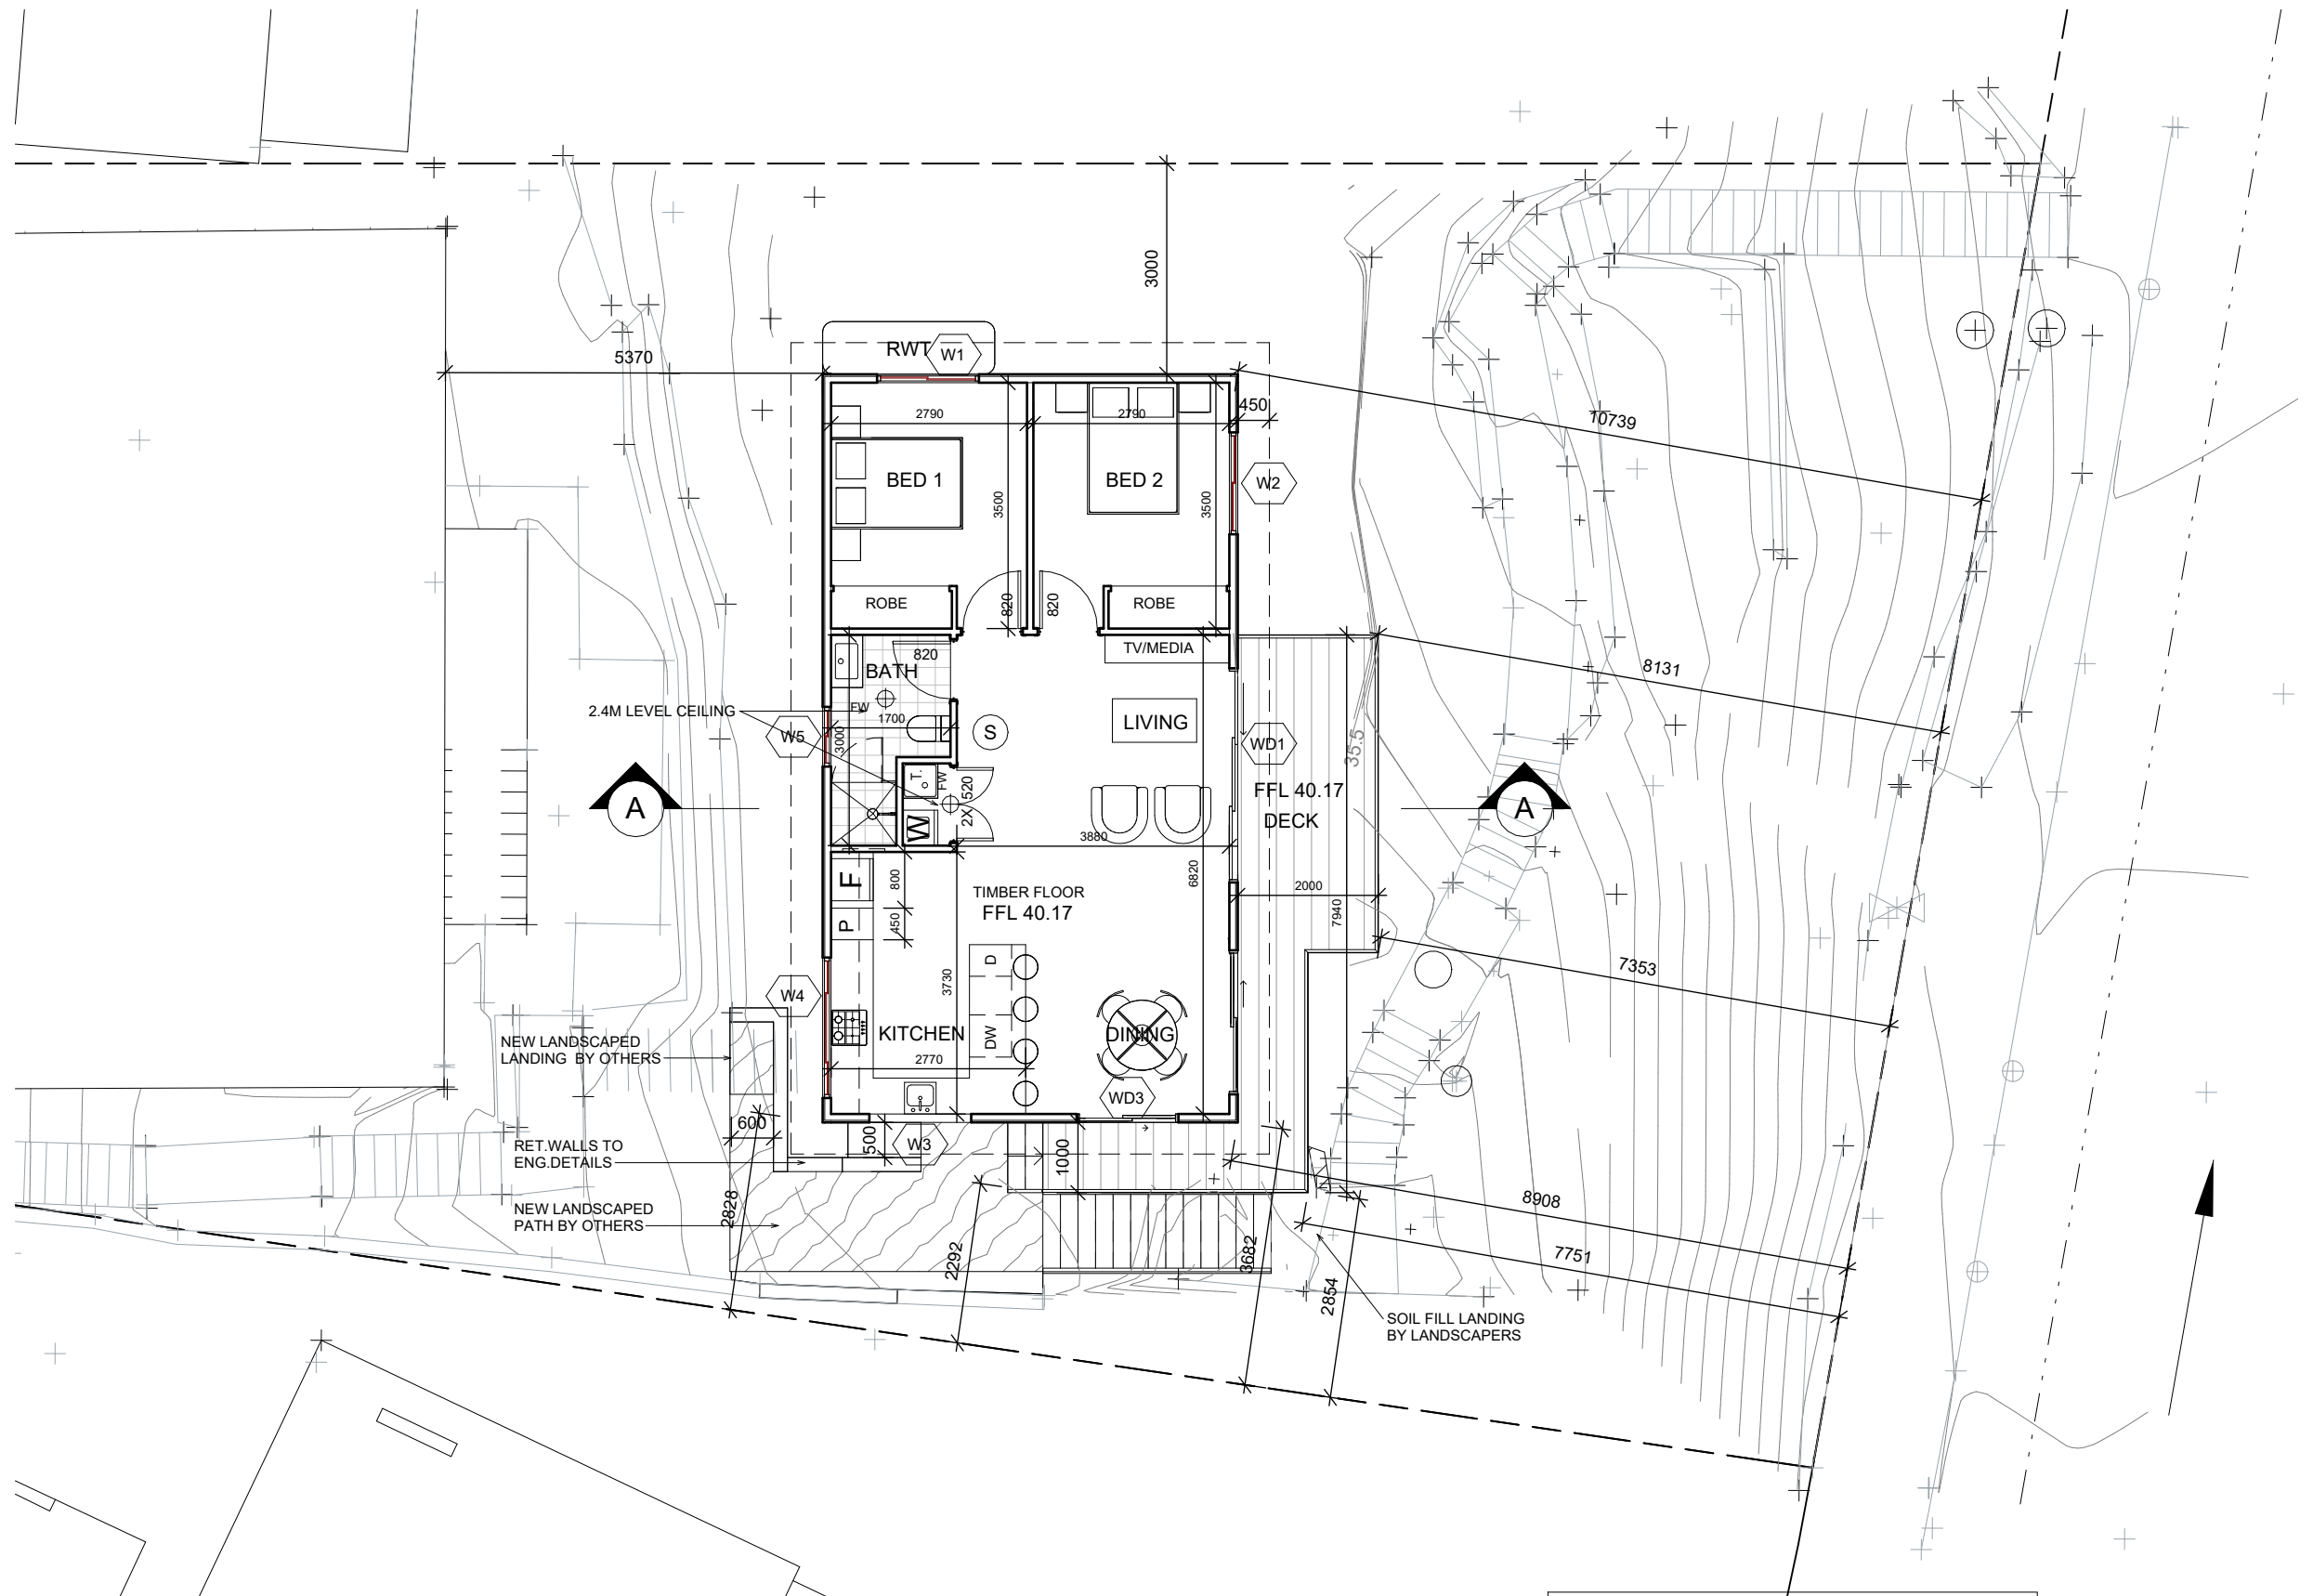 3000
5370
RWT
W1
450
2790
2790
10739
BED 1
BED 2
W2
3500
3500
ROBE
820
820
ROBE
820
TV/MEDIA
8131
BATH
FW
2.4M LEVEL CEILING
1700
3000
W5
S
LIVING
WD1
35.5
T.
FW
2X 520
FFL 40.17
DECK
A
A
W
3880
6820
F
800
TIMBER FLOOR
FFL 40.17
2000
7940
P
450
D
3730
7353
W4
KITCHEN
DW
DINING
NEW LANDSCAPED
LANDING BY OTHERS
2770
WD3
1600
500
W3
1000
RET.WALLS TO
ENG.DETAILS
NEW LANDSCAPED
PATH BY OTHERS
2828
2292
3682
2854
8908
7751
SOIL FILL LANDING
BY LANDSCAPERS